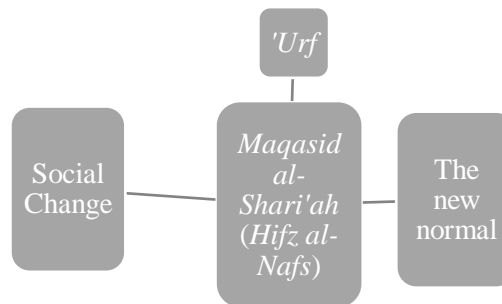 'Urf
Social
Change
Maqasid
al-
Shari'ah
(Hifz al-
Nafs)
The
new
normal